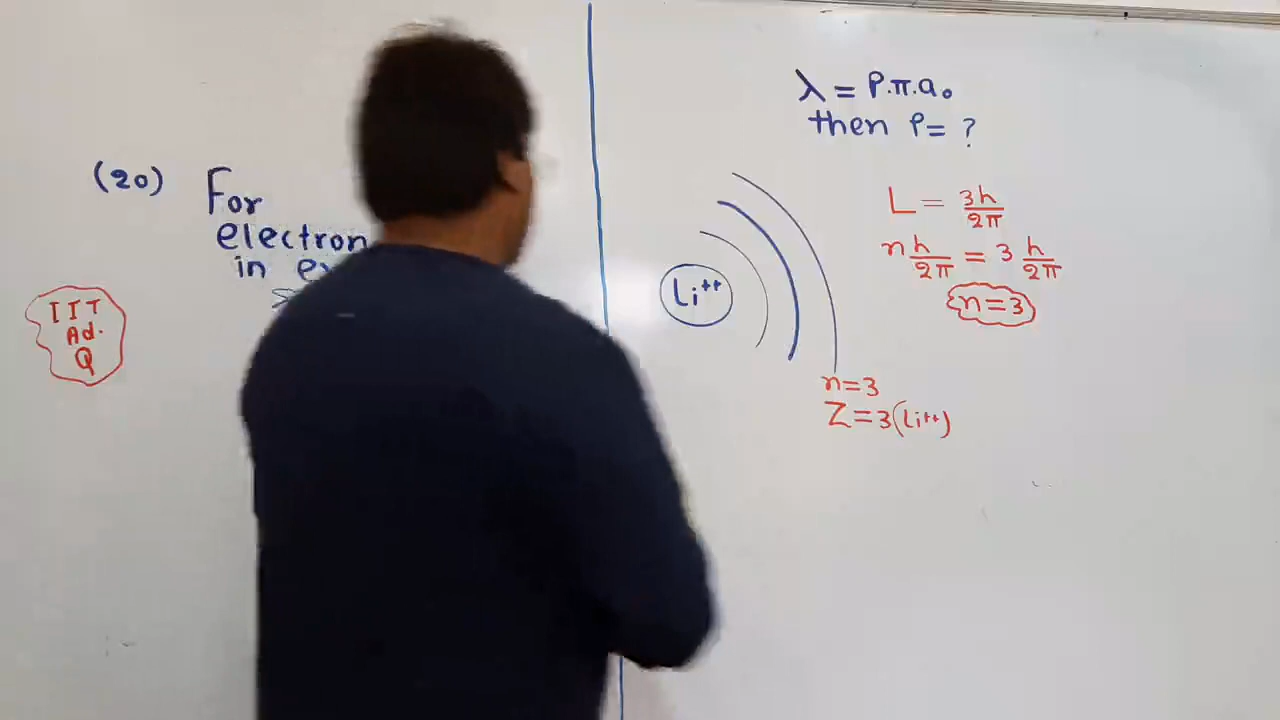 (20) For
electron
in
IIT
Ad.
Q
λ = P.π.a₀
then P= ?
L = 3h/2π
n h/2π = 3 h/2π
n=3
Li⁺⁺
n=3
Z=3(Li⁺⁺)